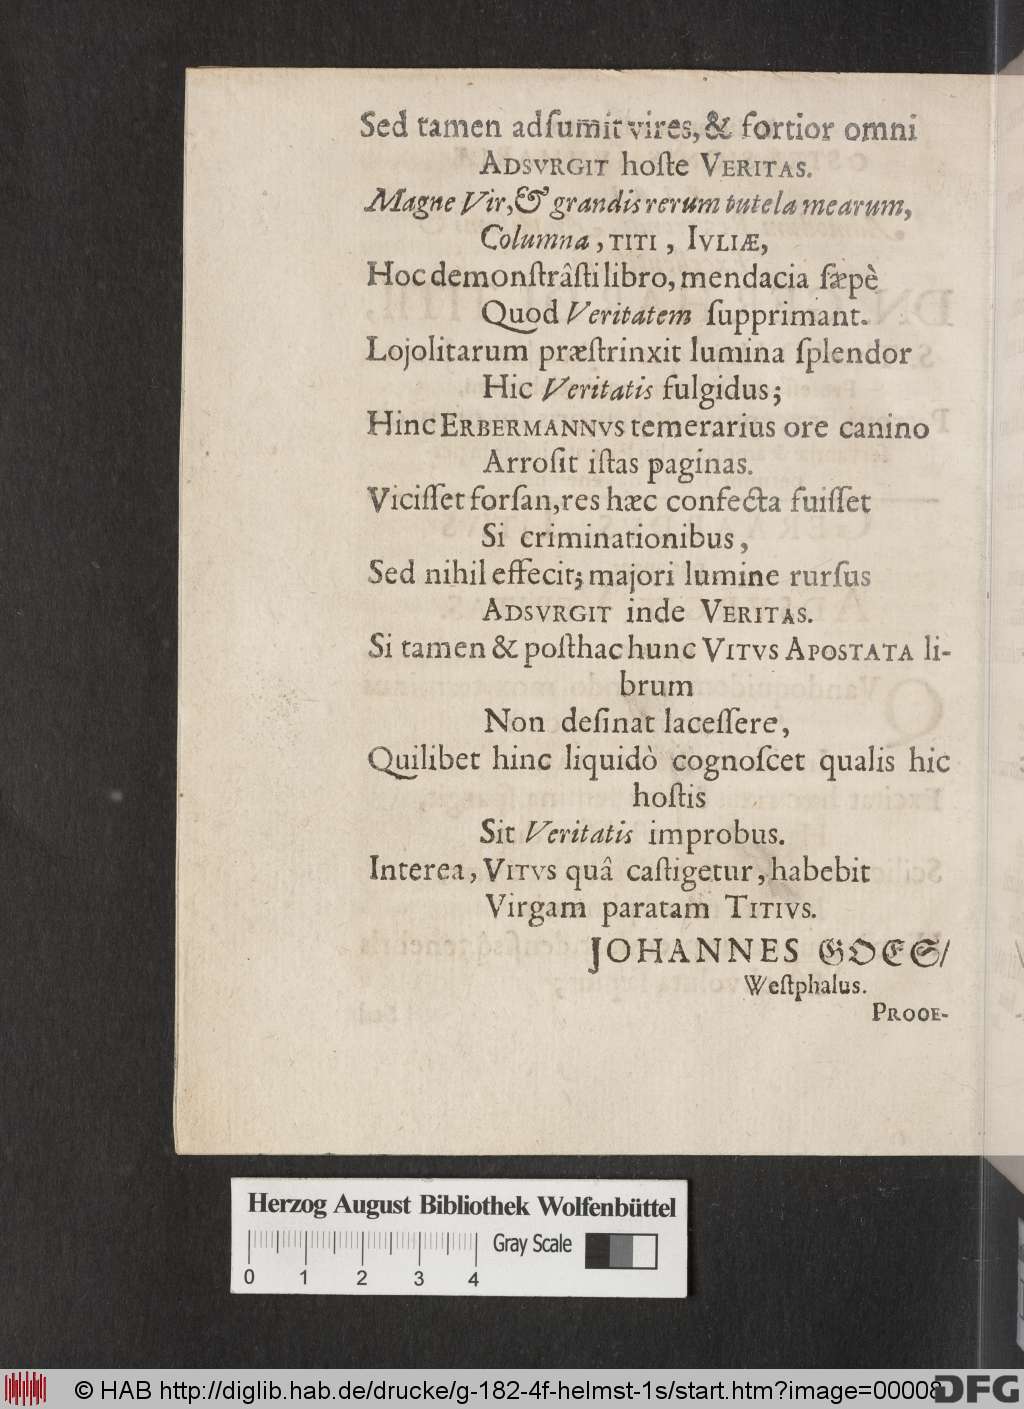 Sed tamen adſum̃it vires, & fortior omni
ADSVRGIT hoſte VERITAS.
Magne Vir, & grandis rerum tutela mearum,
Columna, TITI, IVLIÆ,
Hoc demonſtrâſti libro, mendacia ſæpè
Quod Veritatem ſupprimant.
Lojolitarum præſtrinxit lumina ſplendor
Hic Veritatis fulgidus;
Hinc ERBERMANNVS temerarius ore canino
Arroſit iſtas paginas.
Viciſſet forſan, res hæc confecta fuiſſet
Si criminationibus,
Sed nihil effecit; majori lumine rurſus
ADSVRGIT inde VERITAS.
Si tamen & poſthac hunc VITVS APOSTATA li-
brum
Non deſinat laceſſere,
Quilibet hinc liquidò cognoſcet qualis hic
hoſtis
Sit Veritatis improbus.
Interea, VITVS quâ caſtigetur, habebit
Virgam paratam TITIVS.
JOHANNES GOES/
Weſtphalus.
PROOE-
Herzog August Bibliothek Wolfenbüttel
Gray Scale
0 1 2 3 4
© HAB http://diglib.hab.de/drucke/g-182-4f-helmst-1s/start.htm?image=00008
DFG